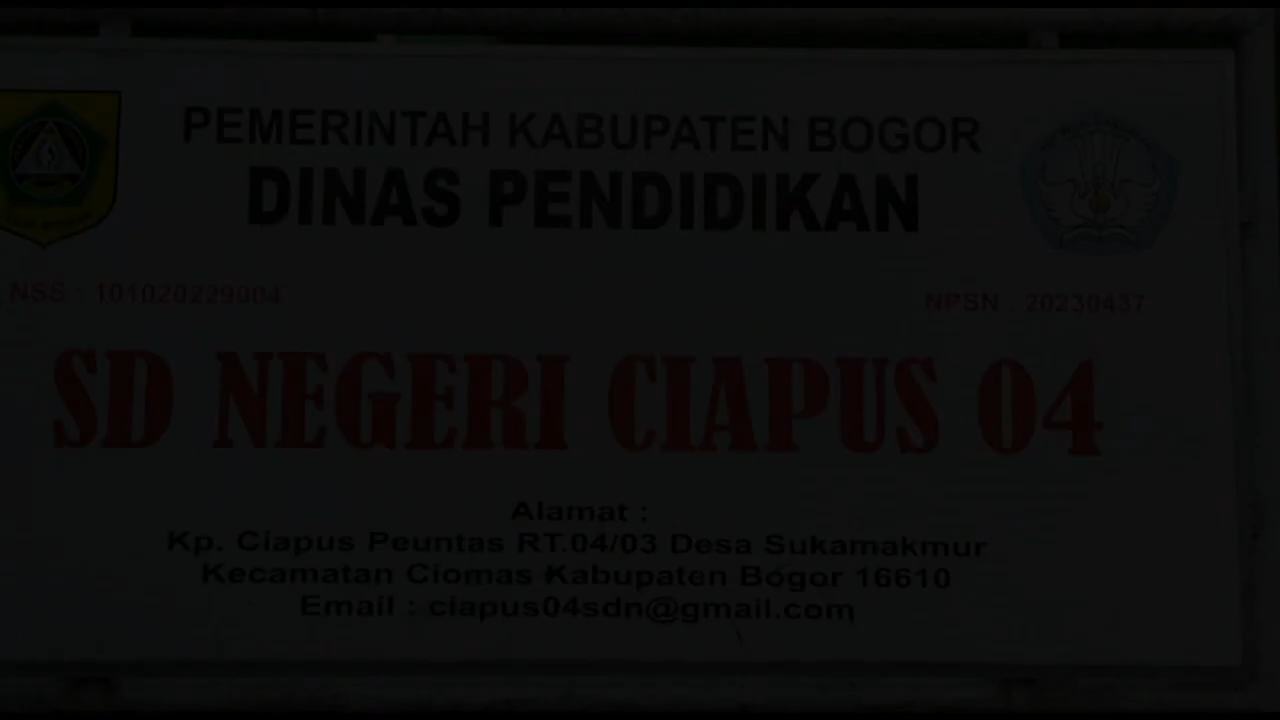 PEMERINTAH KABUPATEN BOGOR
DINAS PENDIDIKAN
NSS : 101020229004
NPSN : 20230437
SD NEGERI CIAPUS 04
Alamat :
Kp. Ciapus Peuntas RT.04/03 Desa Sukamakmur
Kecamatan Ciomas Kabupaten Bogor 16610
Email : ciapus04sdn@gmail.com